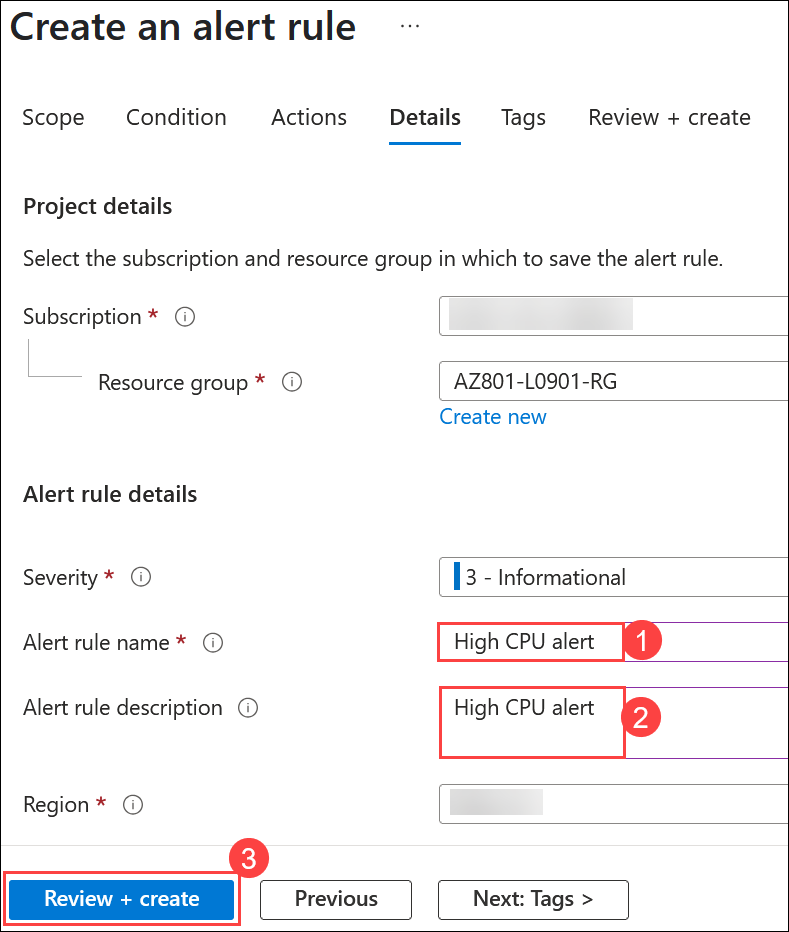 Create an alert rule ...
Scope Condition Actions Details Tags Review + create
Project details
Select the subscription and resource group in which to save the alert rule.
Subscription *
Resource group * AZ801-L0901-RG
Create new
Alert rule details
Severity * 3 - Informational
Alert rule name * High CPU alert 1
Alert rule description High CPU alert 2
Region *
3
Review + create Previous Next: Tags >